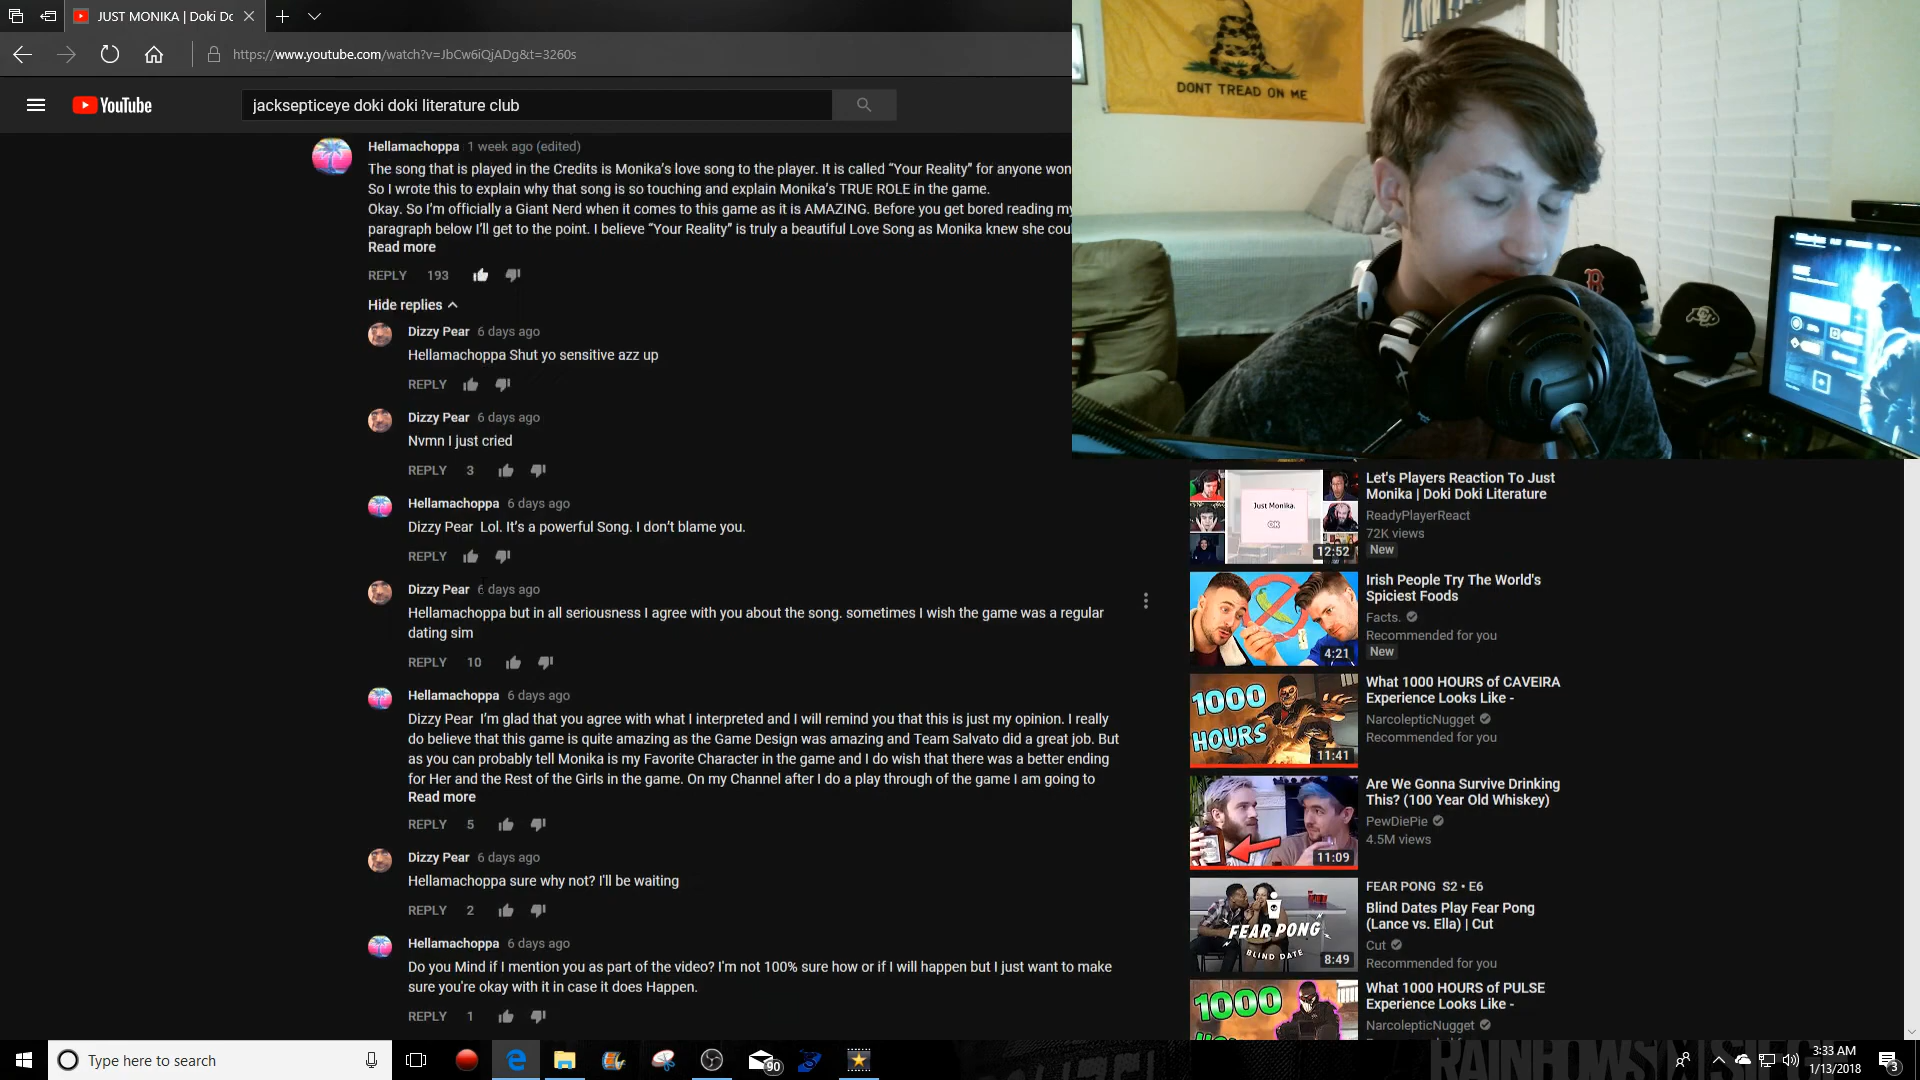 JUST MONIKA | Doki Dc
https://www.youtube.com/watch?v=JbCw6iQjADg&t=3260s
YouTube
jacksepticeye doki doki literature club
DONT TREAD ON ME
Hellamachoppa 1 week ago (edited)
The song that is played in the Credits is Monika's love song to the player. It is called “Your Reality” for anyone won
So I wrote this to explain why that song is so touching and explain Monika's TRUE ROLE in the game.
Okay. So I'm officially a Giant Nerd when it comes to this game as it is AMAZING. Before you get bored reading my
paragraph below I'll get to the point. I believe “Your Reality” is truly a beautiful Love Song as Monika knew she cou
Read more
REPLY 193
Hide replies
Dizzy Pear 6 days ago
Hellamachoppa Shut yo sensitive azz up
REPLY
Dizzy Pear 6 days ago
Nvmn I just cried
REPLY 3
Hellamachoppa 6 days ago
Dizzy Pear Lol. It's a powerful Song. I don't blame you.
REPLY
Dizzy Pear 6 days ago
Hellamachoppa but in all seriousness I agree with you about the song. sometimes I wish the game was a regular
dating sim
REPLY 10
Hellamachoppa 6 days ago
Dizzy Pear I'm glad that you agree with what I interpreted and I will remind you that this is just my opinion. I really
do believe that this game is quite amazing as the Game Design was amazing and Team Salvato did a great job. But
as you can probably tell Monika is my Favorite Character in the game and I do wish that there was a better ending
for Her and the Rest of the Girls in the game. On my Channel after I do a play through of the game I am going to
Read more
REPLY 5
Dizzy Pear 6 days ago
Hellamachoppa sure why not? I'll be waiting
REPLY 2
Hellamachoppa 6 days ago
Do you Mind if I mention you as part of the video? I'm not 100% sure how or if I will happen but I just want to make
sure you're okay with it in case it does Happen.
REPLY 1
Just Monika.
OK
12:52
Let's Players Reaction To Just
Monika | Doki Doki Literature
ReadyPlayerReact
72K views
New
4:21
Irish People Try The World's
Spiciest Foods
Facts.
Recommended for you
New
1000
HOURS
11:41
What 1000 HOURS of CAVEIRA
Experience Looks Like -
NarcolepticNugget
Recommended for you
11:09
Are We Gonna Survive Drinking
This? (100 Year Old Whiskey)
PewDiePie
4.5M views
FEAR PONG
BLIND DATE
8:49
FEAR PONG S2 • E6
Blind Dates Play Fear Pong
(Lance vs. Ella) | Cut
Cut
Recommended for you
1000
What 1000 HOURS of PULSE
Experience Looks Like -
NarcolepticNugget
Type here to search
90
3:33 AM
1/13/2018
3